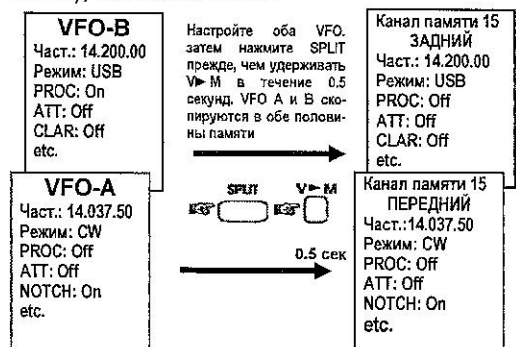 VFO-B
Част.: 14.200.00
Режим: USB
PROC: On
ATT: Off
CLAR: Off
etc.
Настройте оба VFO.
затем нажмите SPLIT
прежде, чем удерживать
V►M в течение 0.5
секунд. VFO A и B ско-
пируются в обе полови-
ны памяти
Канал памяти 15
ЗАДНИЙ
Част.: 14.200.00
Режим: USB
PROC: Off
ATT: Off
CLAR: Off
etc.
VFO-A
Част.: 14.037.50
Режим: CW
PROC: Off
ATT: Off
NOTCH: On
etc.
SPLIT V►M
0.5 сек
Канал памяти 15
ПЕРЕДНИЙ
Част.:14.037.50
Режим: CW
PROC: Off
ATT: Off
NOTCH: On
etc.